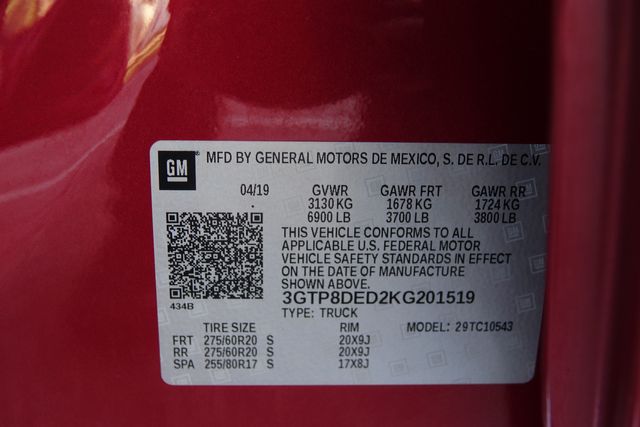 GM MFD BY GENERAL MOTORS DE MEXICO, S. DE R.L. DE C.V.
04/19 GVWR GAWR FRT GAWR RR
3130 KG 1678 KG 1724 KG
6900 LB 3700 LB 3800 LB
THIS VEHICLE CONFORMS TO ALL
APPLICABLE U.S. FEDERAL MOTOR
VEHICLE SAFETY STANDARDS IN EFFECT
ON THE DATE OF MANUFACTURE
SHOWN ABOVE.
3GTP8DED2KG201519
434B
TYPE: TRUCK
TIRE SIZE RIM MODEL: 29TC10543
FRT 275/60R20 S 20X9J
RR 275/60R20 S 20X9J
SPA 255/80R17 S 17X8J